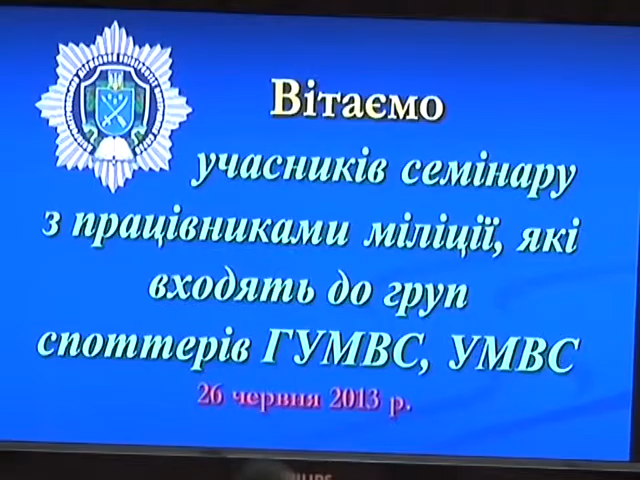 Вітаємо
учасників семінару
з працівниками міліції, які
входять до груп
споттерів ГУМВС, УМВС
26 червня 2013 р.